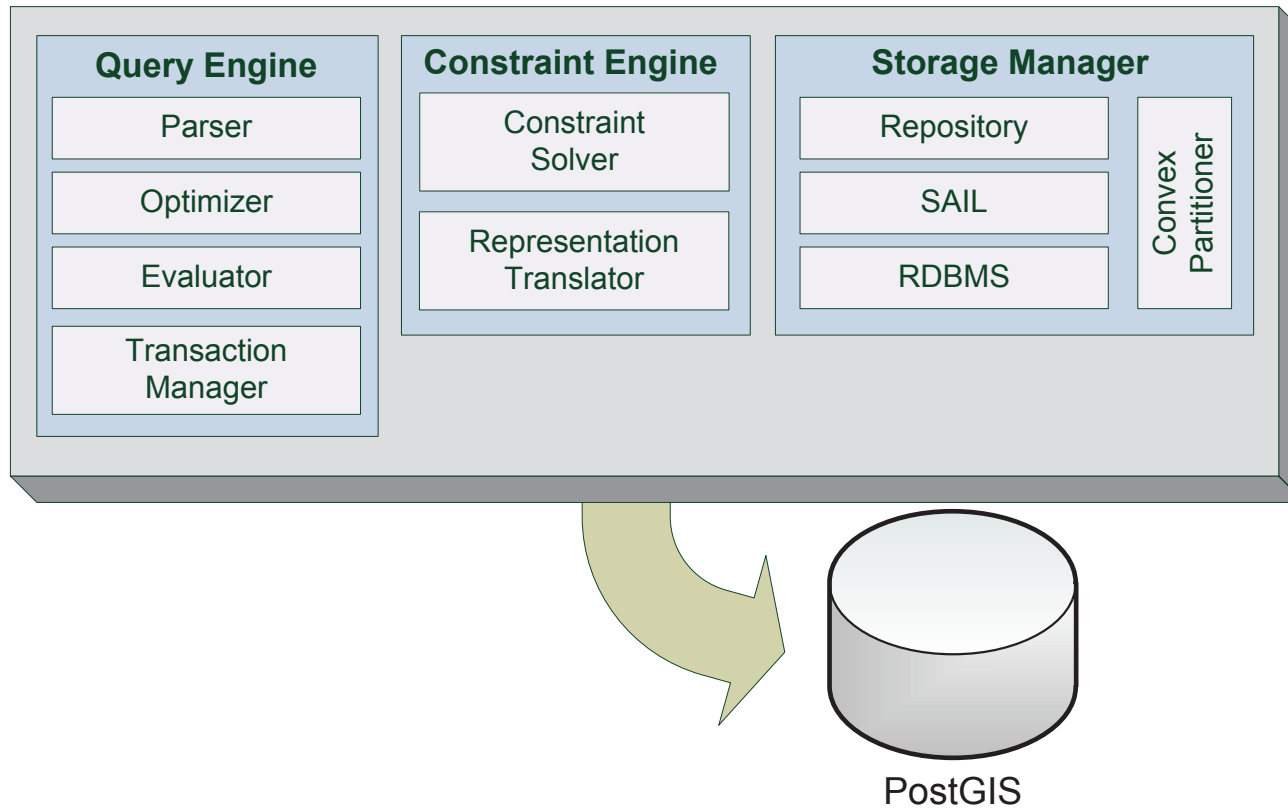 Query Engine
Parser
Optimizer
Evaluator
Transaction
Manager
Constraint Engine
Constraint
Solver
Representation
Translator
Storage Manager
Repository
SAIL
RDBMS
Convex
Partitioner
PostGIS